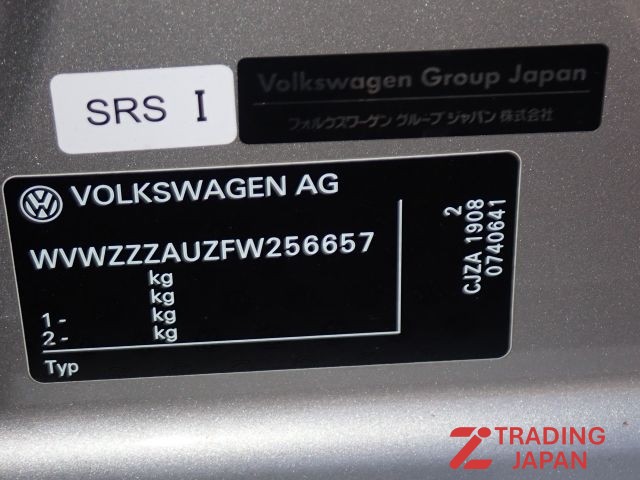 SRS I
Volkswagen Group Japan
フォルクスワーゲン グループ ジャパン 株式会社
VOLKSWAGEN AG
WVWZZZAUZFW256657
kg
kg
1- kg
2- kg
Typ
2
CJZA 1908
0740641
TRADING
JAPAN